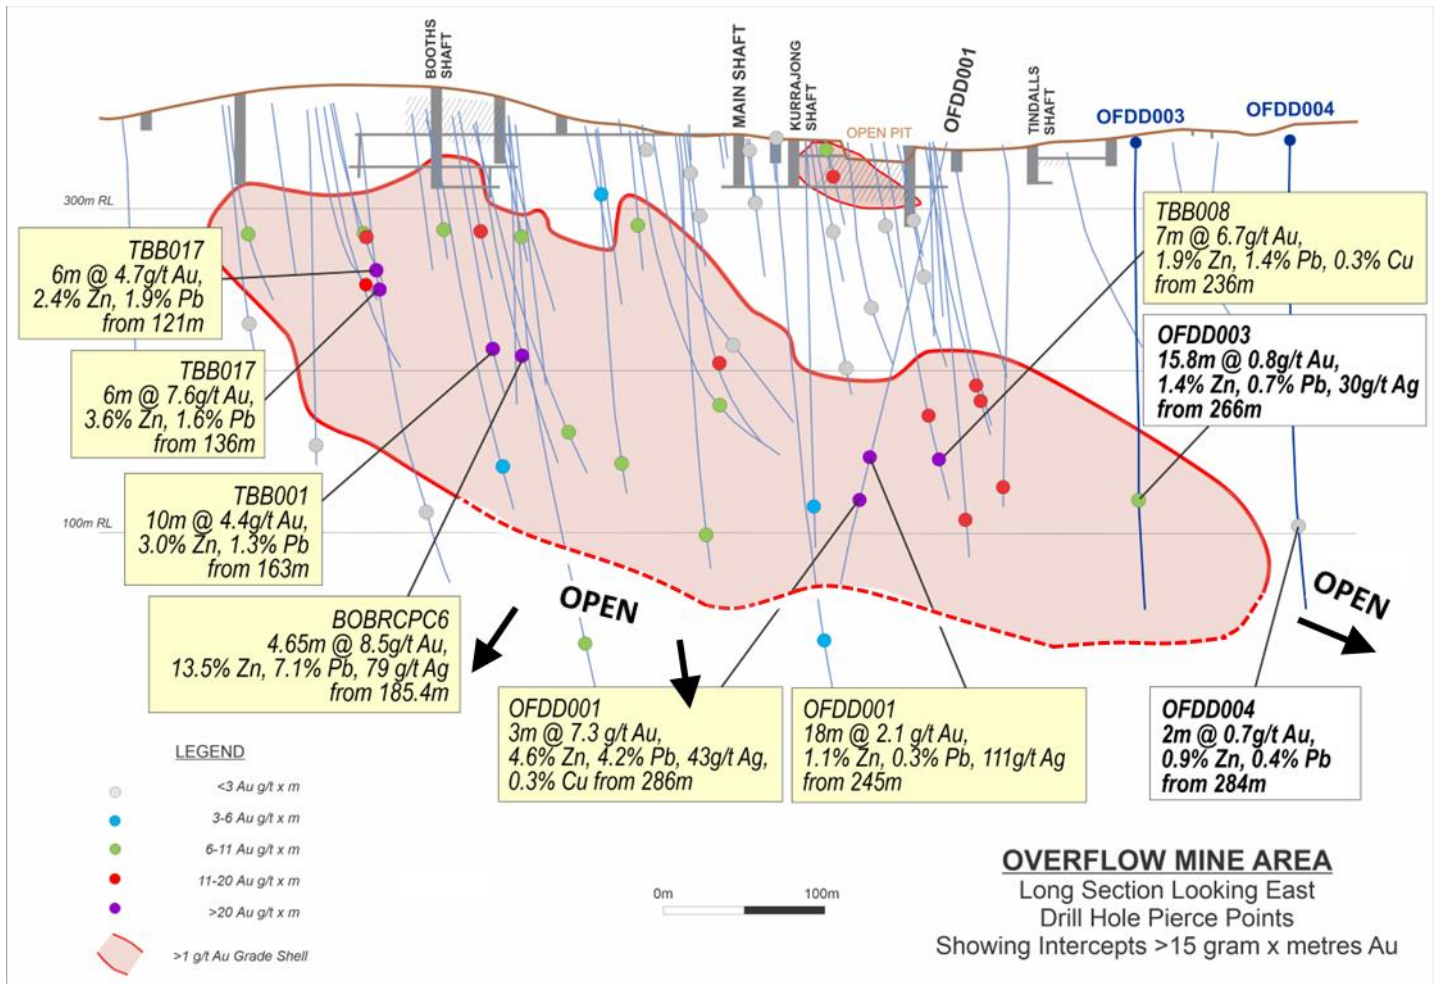 BOOTHS
SHAFT
MAIN SHAFT
KURRAJONG
SHAFT
OPEN PIT
OFDD001
TINDALLS
SHAFT
OFDD003
OFDD004
300m RL
100m RL
TBB017
6m @ 4.7g/t Au,
2.4% Zn, 1.9% Pb
from 121m
TBB017
6m @ 7.6g/t Au,
3.6% Zn, 1.6% Pb
from 136m
TBB001
10m @ 4.4g/t Au,
3.0% Zn, 1.3% Pb
from 163m
BOBRCPC6
4.65m @ 8.5g/t Au,
13.5% Zn, 7.1% Pb, 79 g/t Ag
from 185.4m
TBB008
7m @ 6.7g/t Au,
1.9% Zn, 1.4% Pb, 0.3% Cu
from 236m
OFDD003
15.8m @ 0.8g/t Au,
1.4% Zn, 0.7% Pb, 30g/t Ag
from 266m
OPEN
OPEN
OFDD001
3m @ 7.3 g/t Au,
4.6% Zn, 4.2% Pb, 43g/t Ag,
0.3% Cu from 286m
OFDD001
18m @ 2.1 g/t Au,
1.1% Zn, 0.3% Pb, 111g/t Ag
from 245m
OFDD004
2m @ 0.7g/t Au,
0.9% Zn, 0.4% Pb
from 284m
LEGEND
<3 Au g/t x m
3-6 Au g/t x m
6-11 Au g/t x m
11-20 Au g/t x m
>20 Au g/t x m
>1 g/t Au Grade Shell
0m 100m
OVERFLOW MINE AREA
Long Section Looking East
Drill Hole Pierce Points
Showing Intercepts >15 gram x metres Au